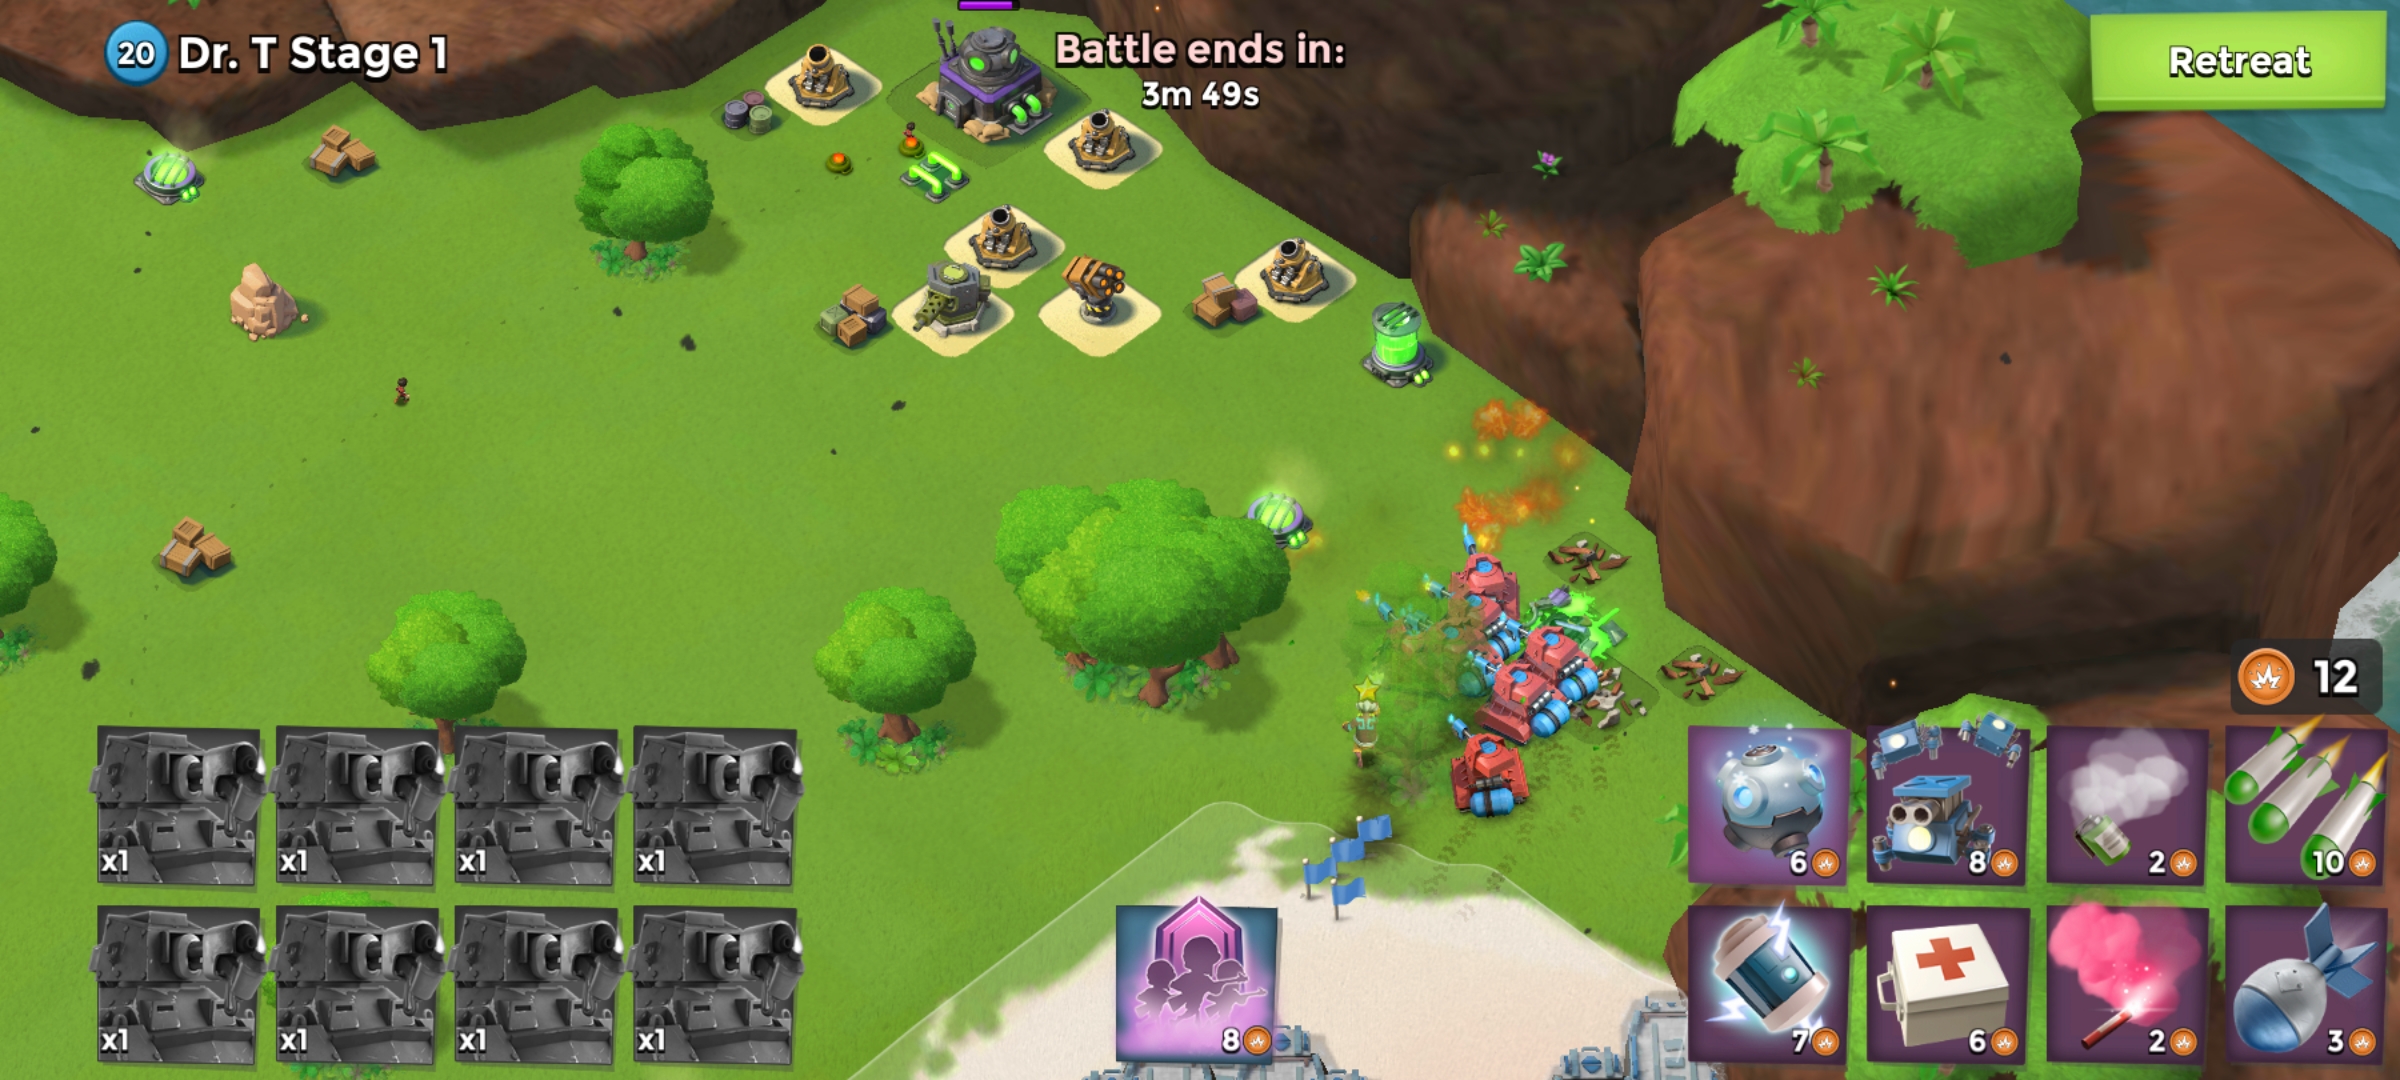 20 Dr. T Stage 1
Battle ends in:
3m 49s
Retreat
12
x1 x1 x1 x1
6 8 2 10
x1 x1 x1 x1
8
7 6 2 3